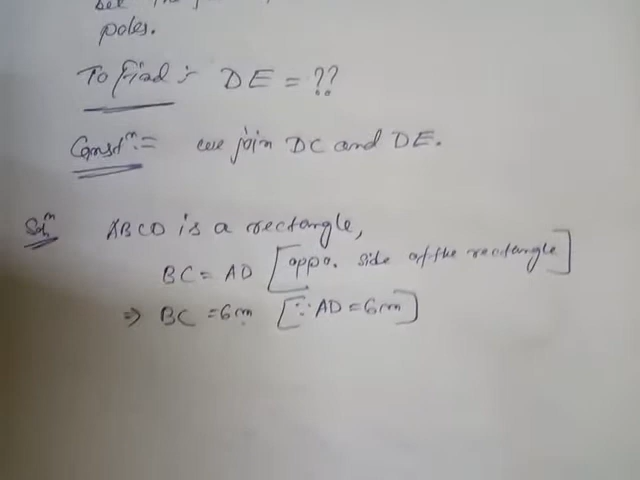 poles.
To Find :- DE = ??
Constⁿ:= we join DC and DE.
Solⁿ ABCD is a rectangle,
BC = AD [oppo. side of the rectangle]
⇒ BC = 6m [∵ AD = 6m]